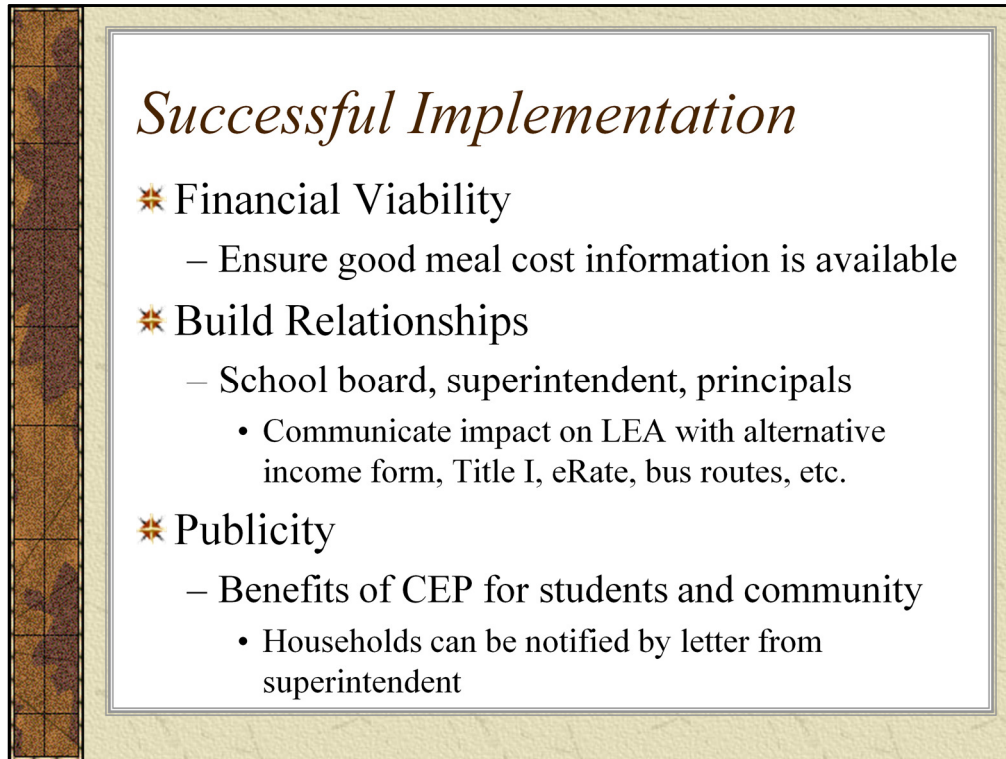 Successful Implementation
Financial Viability
– Ensure good meal cost information is available
Build Relationships
– School board, superintendent, principals
• Communicate impact on LEA with alternative
income form, Title I, eRate, bus routes, etc.
Publicity
– Benefits of CEP for students and community
• Households can be notified by letter from
superintendent